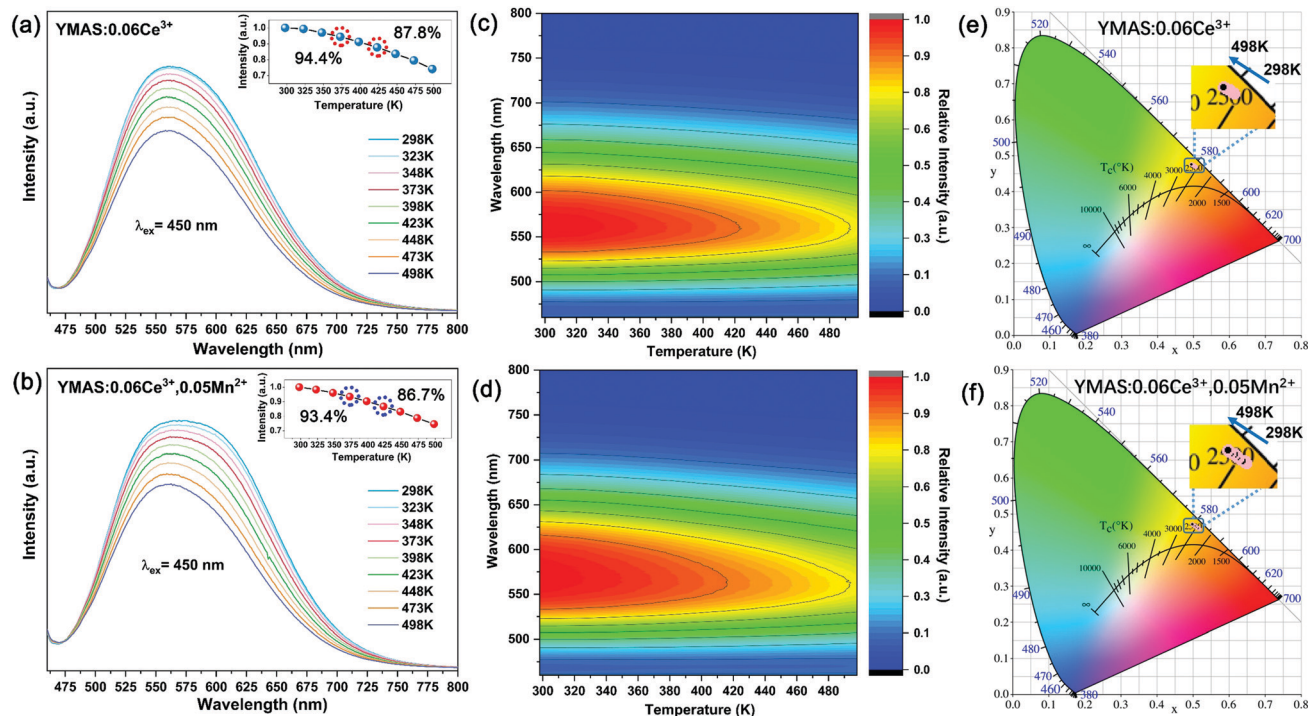 (a)
YMAS:0.06Ce³⁺
Intensity (a.u.)
1.0
0.9
0.8
0.7
94.4%
87.8%
300 325 350 375 400 425 450 475 500
Temperature (K)
298K
323K
348K
373K
398K
423K
448K
473K
498K
λex= 450 nm
Intensity (a.u.)
475 500 525 550 575 600 625 650 675 700 725 750 775 800
Wavelength (nm)
(b)
YMAS:0.06Ce³⁺,0.05Mn²⁺
Intensity (a.u.)
1.0
0.9
0.8
0.7
93.4%
86.7%
300 325 350 375 400 425 450 475 500
Temperature (K)
298K
323K
348K
373K
398K
423K
448K
473K
498K
λex= 450 nm
Intensity (a.u.)
475 500 525 550 575 600 625 650 675 700 725 750 775 800
Wavelength (nm)
(c)
800
750
700
650
600
550
500
Wavelength (nm)
300 320 340 360 380 400 420 440 460 480
Temperature (K)
Relative Intensity (a.u.)
1.0
0.9
0.8
0.7
0.6
0.5
0.4
0.3
0.2
0.1
0.0
(d)
800
750
700
650
600
550
500
Wavelength (nm)
300 320 340 360 380 400 420 440 460 480
Temperature (K)
Relative Intensity (a.u.)
1.0
0.9
0.8
0.7
0.6
0.5
0.4
0.3
0.2
0.1
0.0
(e)
YMAS:0.06Ce³⁺
498K
298K
0 2500
0.9
0.8
0.7
0.6
0.5
y
0.4
0.3
0.2
0.1
0.0
0.0 0.1 0.2 0.3 0.4 0.5 0.6 0.7 0.8
x
520
540
560
580
600
620
700
500
490
480
470
460
380
Tc(°K)
∞
10000
6000
4000
3000
2500
2000
1500
(f)
YMAS:0.06Ce³⁺,0.05Mn²⁺
498K
298K
0 2500
0.9
0.8
0.7
0.6
0.5
y
0.4
0.3
0.2
0.1
0.0
0.0 0.1 0.2 0.3 0.4 0.5 0.6 0.7 0.8
x
520
540
560
580
600
620
700
500
490
480
470
460
380
Tc(°K)
∞
10000
6000
4000
3000
2500
2000
1500